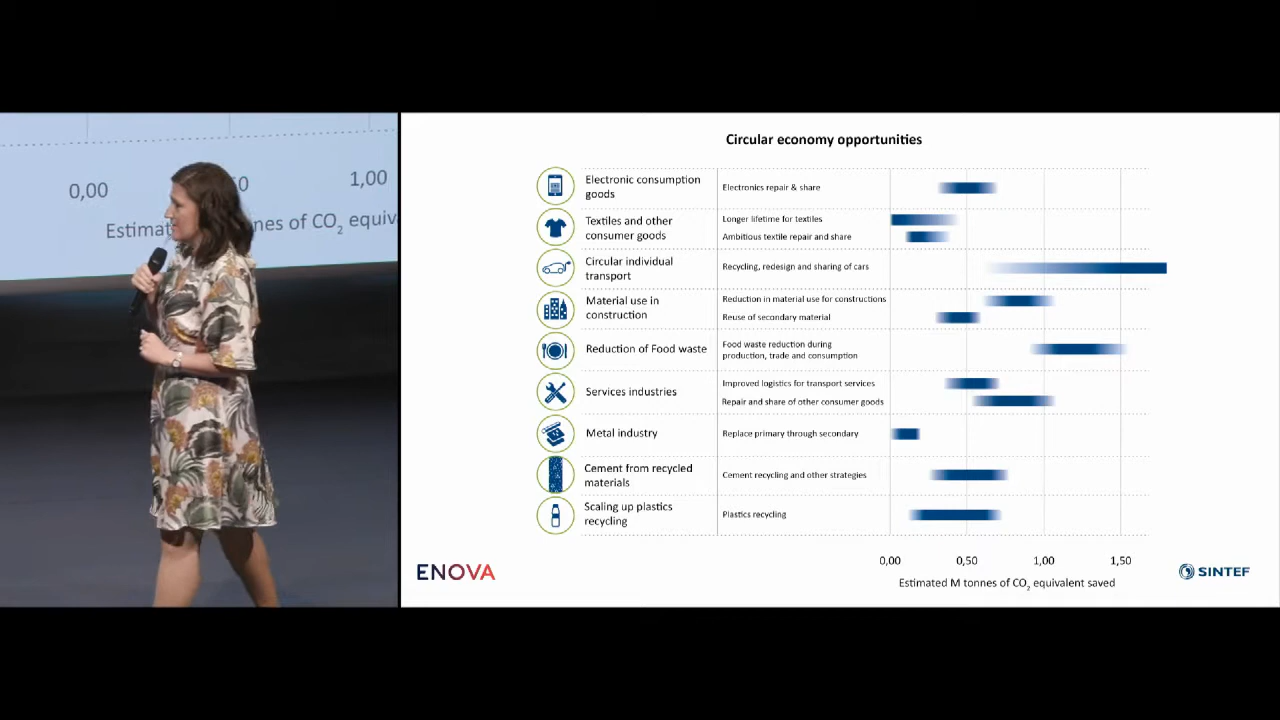 0,00
1,00
of CO2
Circular economy opportunities
Electronic consumption
goods
Electronics repair & share
Textiles and other
consumer goods
Longer lifetime for textiles
Ambitious textile repair and share
Circular individual
transport
Recycling, redesign and sharing of cars
Material use in
construction
Reduction in material use for constructions
Reuse of secondary material
Reduction of Food waste
Food waste reduction during
production, trade and consumption
Services industries
Improved logistics for transport services
Repair and share of other consumer goods
Metal industry
Replace primary through secondary
Cement from recycled
materials
Cement recycling and other strategies
Scaling up plastics
recycling
Plastics recycling
0,00 0,50 1,00 1,50
Estimated M tonnes of CO2 equivalent saved
ENOVA
SINTEF